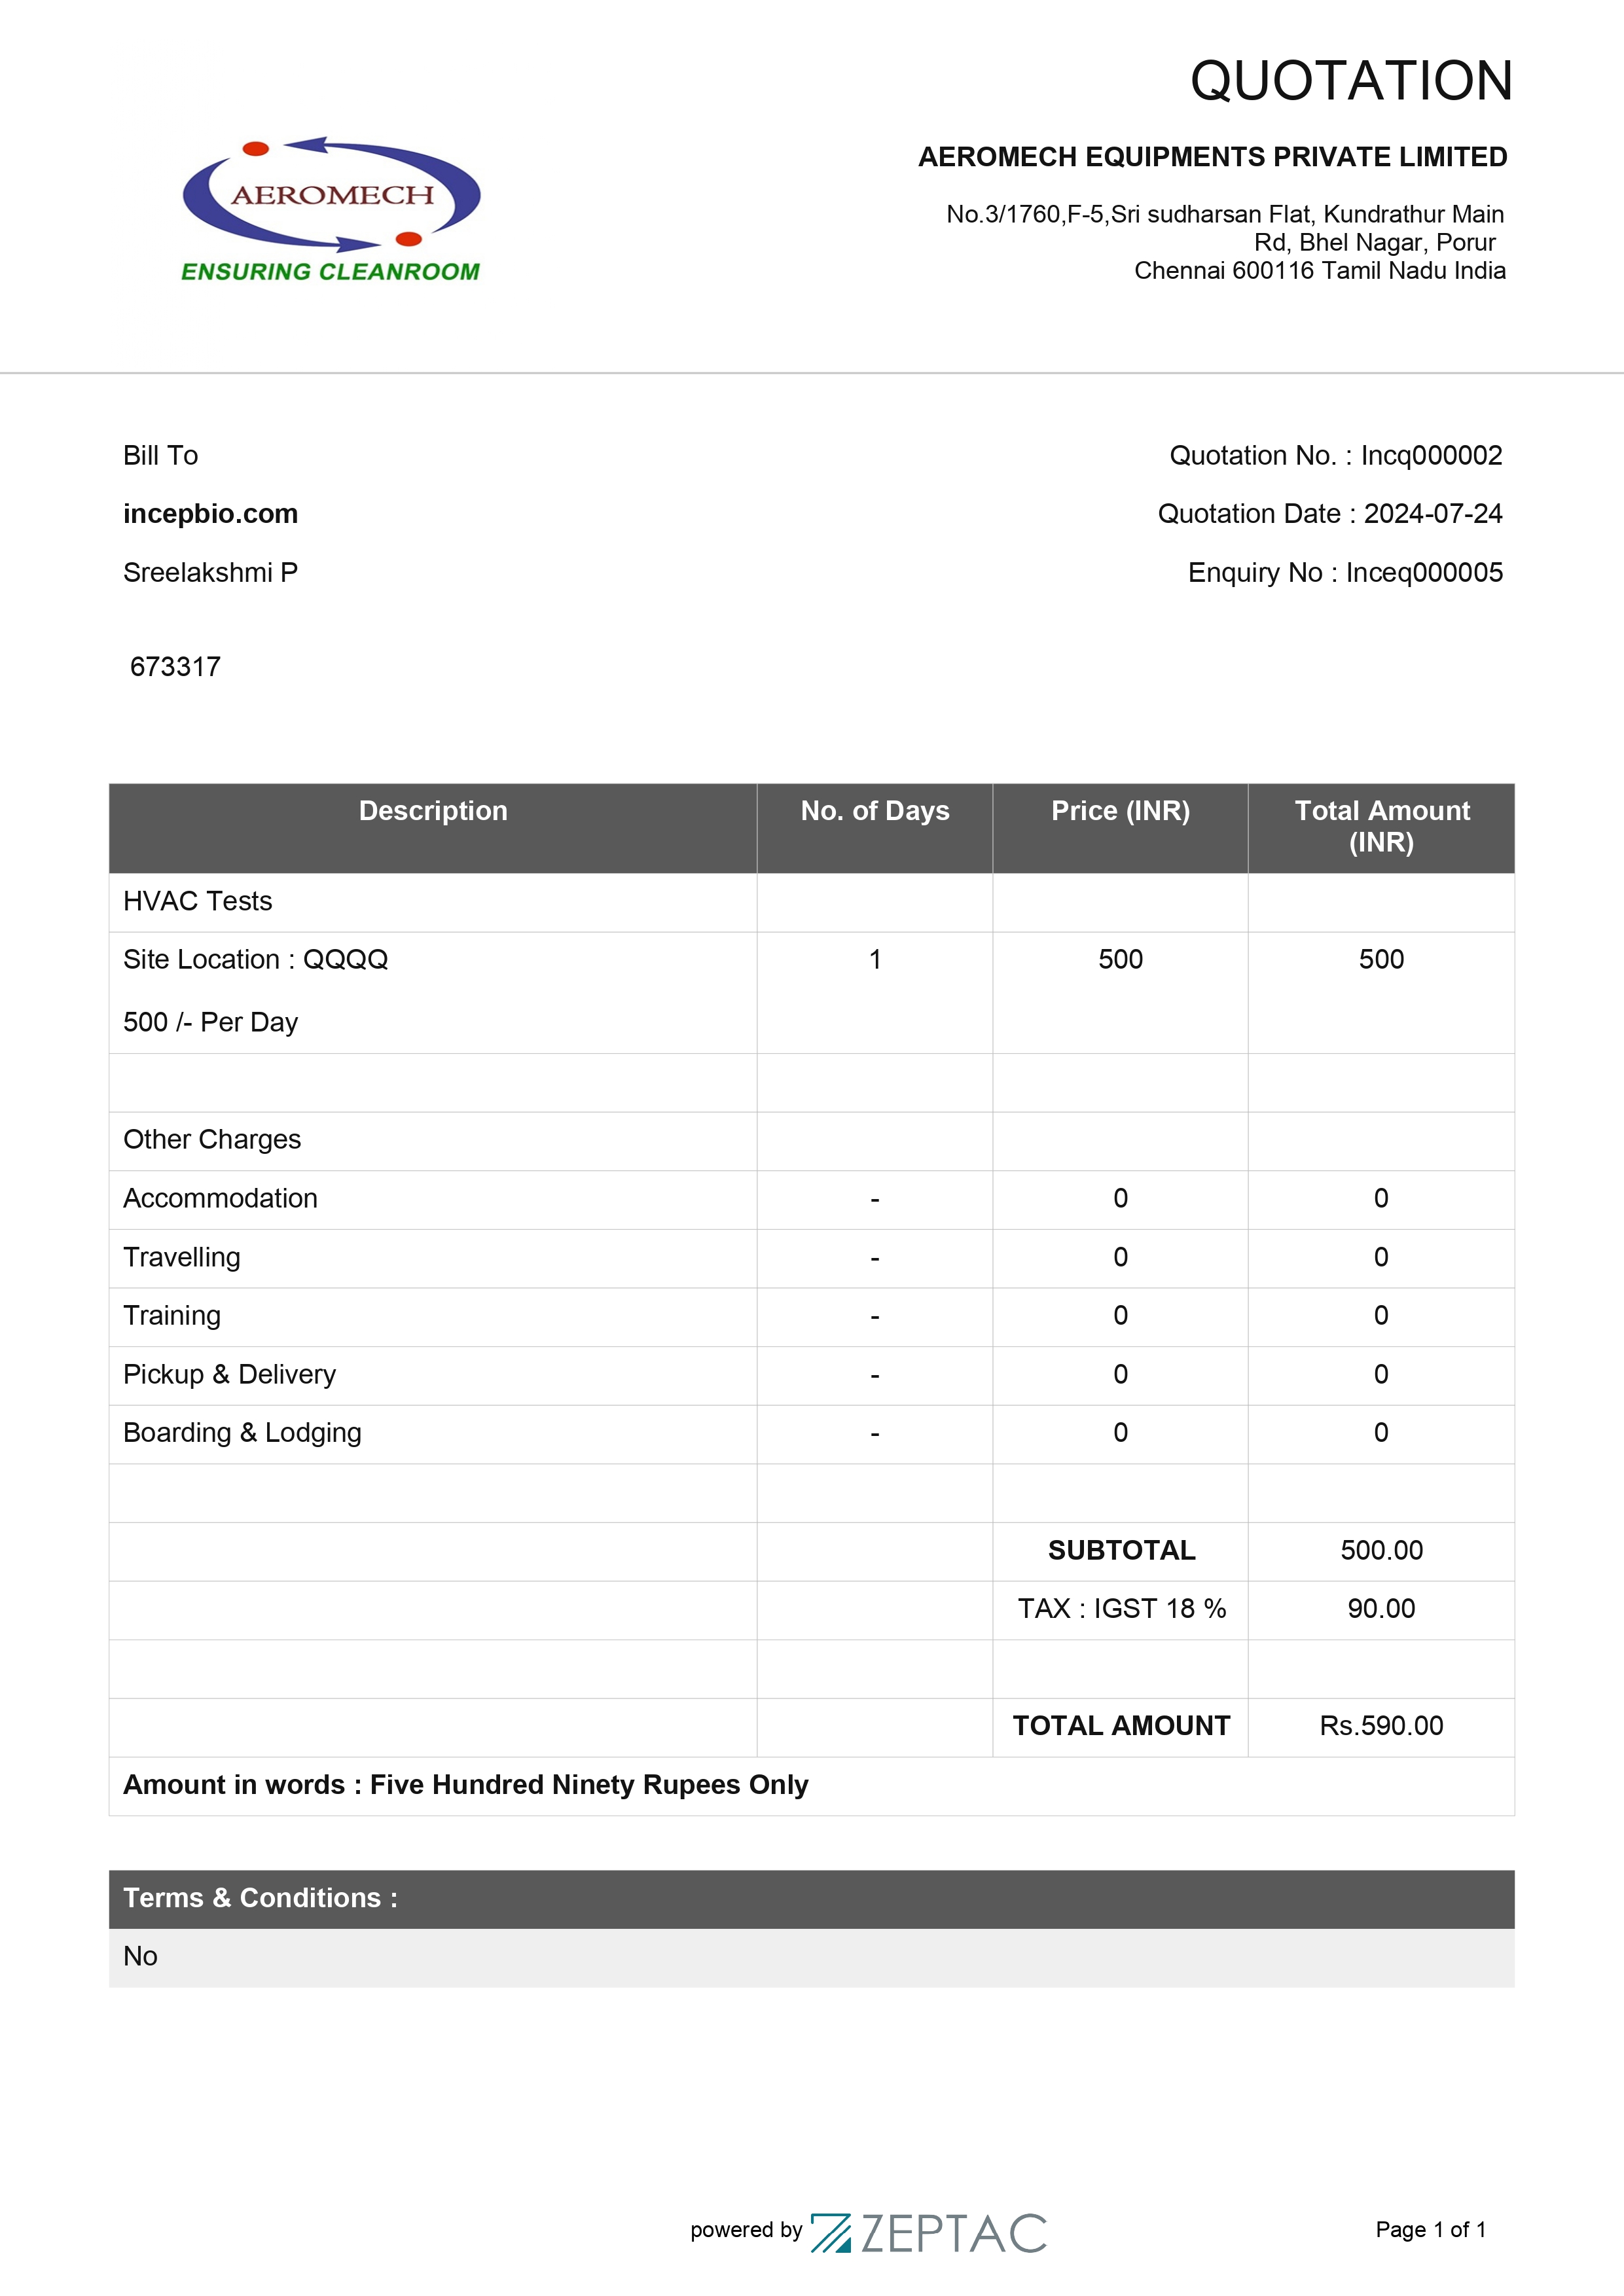 QUOTATION
AEROMECH
ENSURING CLEANROOM
AEROMECH EQUIPMENTS PRIVATE LIMITED
No.3/1760,F-5,Sri sudharsan Flat, Kundrathur Main
Rd, Bhel Nagar, Porur
Chennai 600116 Tamil Nadu India
Bill To
incepbio.com
Sreelakshmi P
673317
Quotation No. : Incq000002
Quotation Date : 2024-07-24
Enquiry No : Inceq000005
Description No. of Days Price (INR) Total Amount
(INR)
HVAC Tests
Site Location : QQQQ 1 500 500
500 /- Per Day
Other Charges
Accommodation - 0 0
Travelling - 0 0
Training - 0 0
Pickup & Delivery - 0 0
Boarding & Lodging - 0 0
SUBTOTAL 500.00
TAX : IGST 18 % 90.00
TOTAL AMOUNT Rs.590.00
Amount in words : Five Hundred Ninety Rupees Only
Terms & Conditions :
No
powered by ZEPTAC
Page 1 of 1